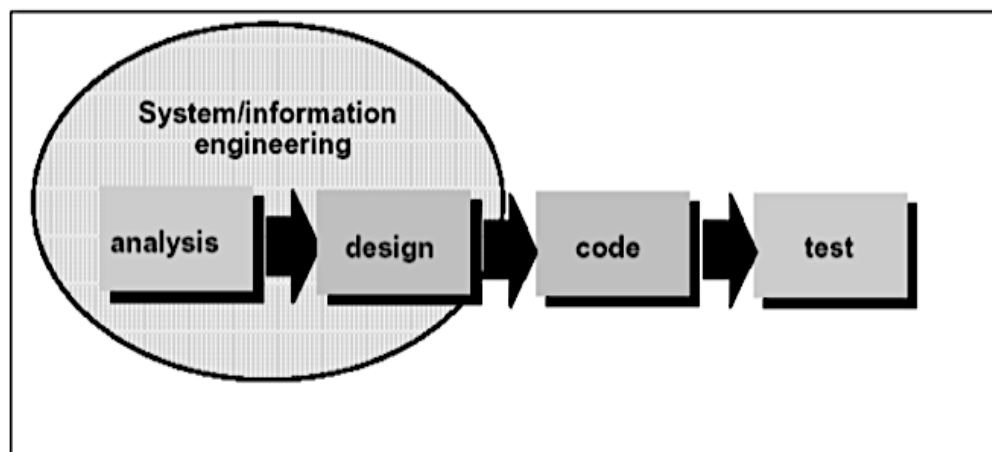 System/information
engineering
analysis
design
code
test